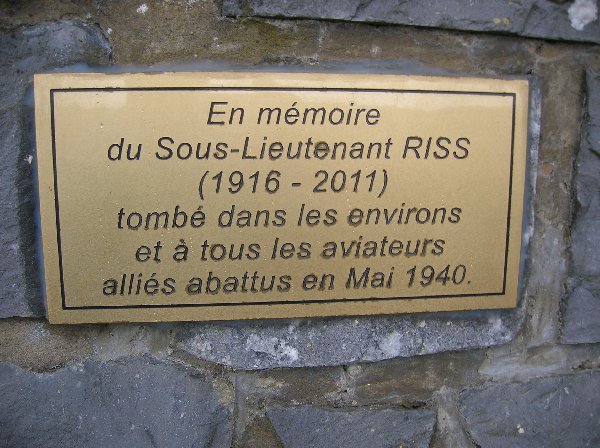 En mémoire
du Sous-Lieutenant RISS
(1916 - 2011)
tombé dans les environs
et à tous les aviateurs
alliés abattus en Mai 1940.